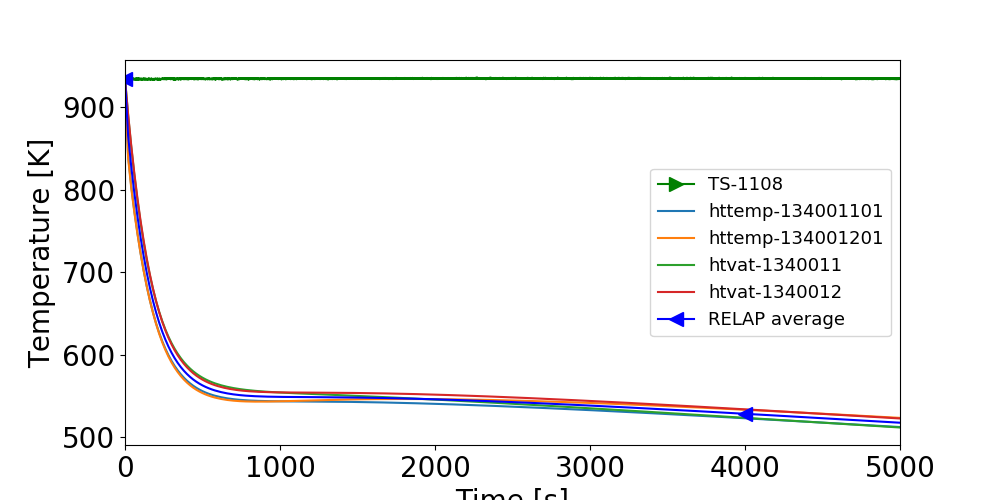 Temperature [K]
900
800
700
600
500
0
1000
2000
3000
4000
5000
Time [s]
TS-1108
httemp-134001101
httemp-134001201
htvat-1340011
htvat-1340012
RELAP average